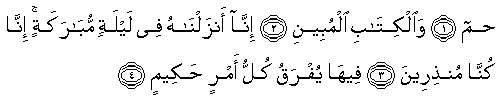 حمٓ ۝١ وَٱلْكِتَـٰبِ ٱلْمُبِينِ ۝٢ إِنَّآ أَنزَلْنَـٰهُ فِى لَيْلَةٍ مُّبَـٰرَكَةٍ ۚ إِنَّا
كُنَّا مُنذِرِينَ ۝٣ فِيهَا يُفْرَقُ كُلُّ أَمْرٍ حَكِيمٍ ۝٤